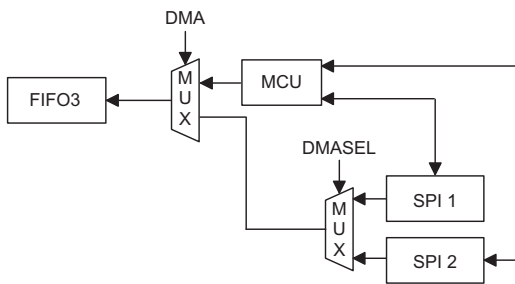 DMA
FIFO3
M
U
X
MCU
DMASEL
M
U
X
SPI 1
SPI 2